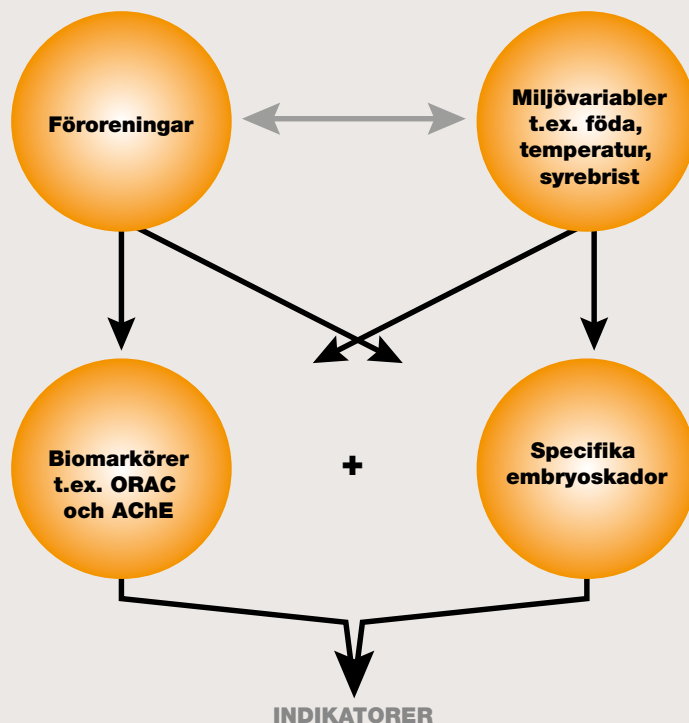 Föroreningar
Miljövariabler
t.ex. föda,
temperatur,
syrebrist
Biomarkörer
t.ex. ORAC
och AChE
+
Specifika
embryoskador
INDIKATORER